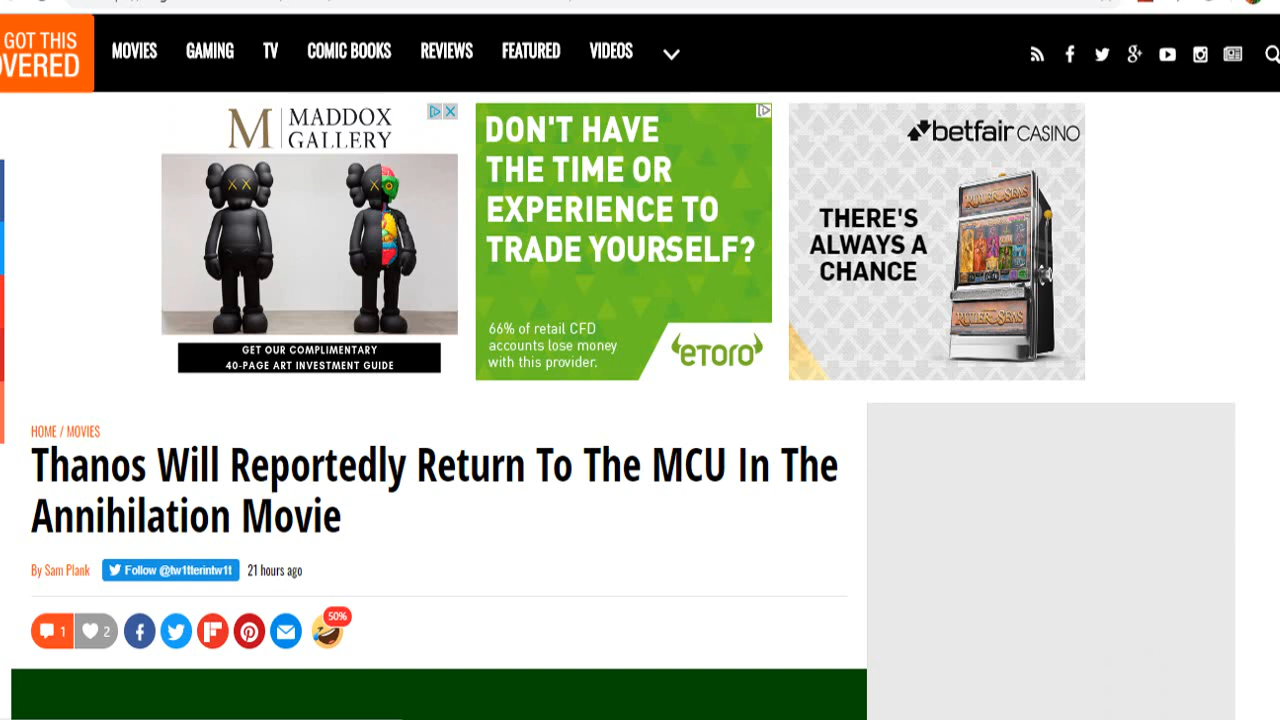 GOT THIS
OVERED
MOVIES GAMING TV COMIC BOOKS REVIEWS FEATURED VIDEOS
M MADDOX
GALLERY
GET OUR COMPLIMENTARY
40-PAGE ART INVESTMENT GUIDE
DON'T HAVE
THE TIME OR
EXPERIENCE TO
TRADE YOURSELF?
66% of retail CFD
accounts lose money
with this provider.
eToro
betfair CASINO
THERE'S
ALWAYS A
CHANCE
HOME / MOVIES
Thanos Will Reportedly Return To The MCU In The
Annihilation Movie
By Sam Plank Follow @tw1tterintw1t 21 hours ago
1 2 50%